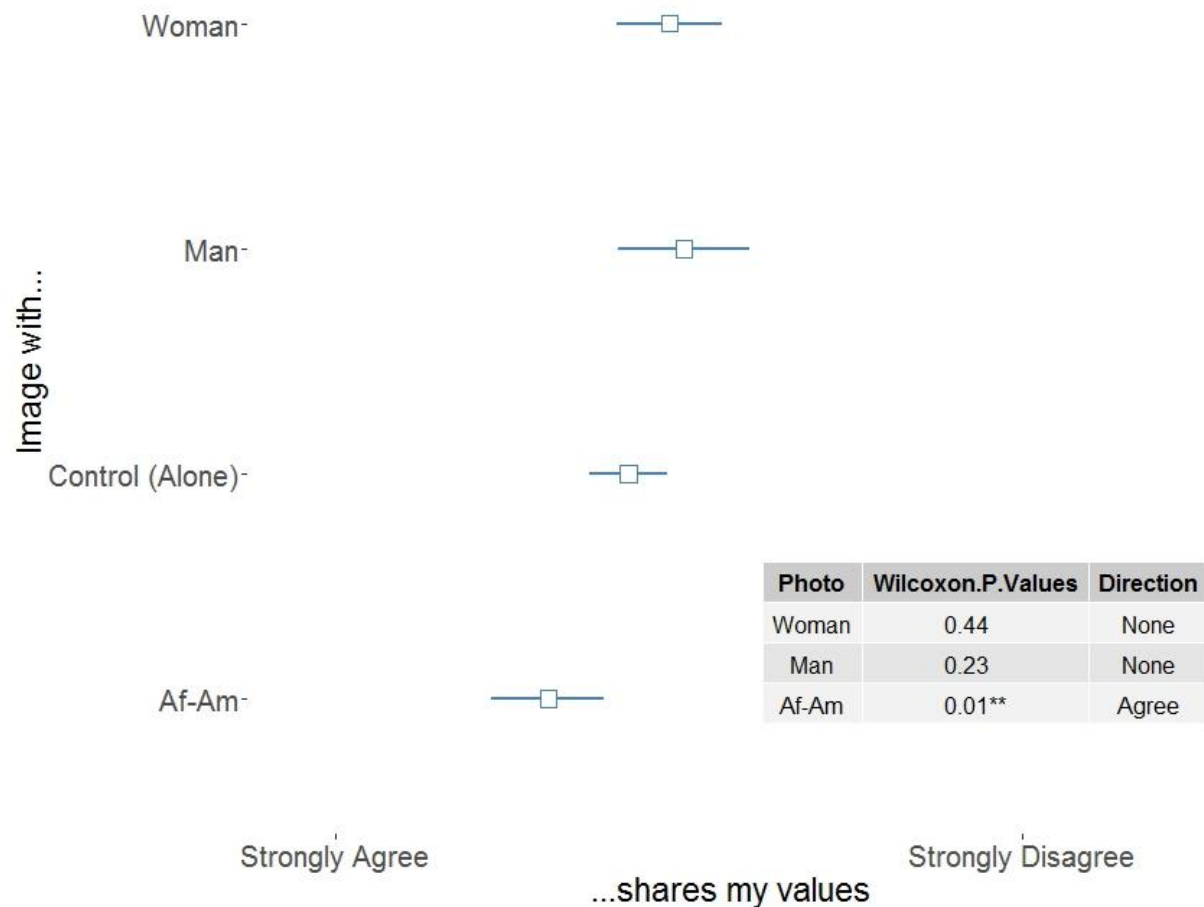 Woman
Man
Image with...
Control (Alone)
Photo Wilcoxon.P.Values Direction
Woman 0.44 None
Man 0.23 None
Af-Am 0.01** Agree
Af-Am
Strongly Agree Strongly Disagree
...shares my values